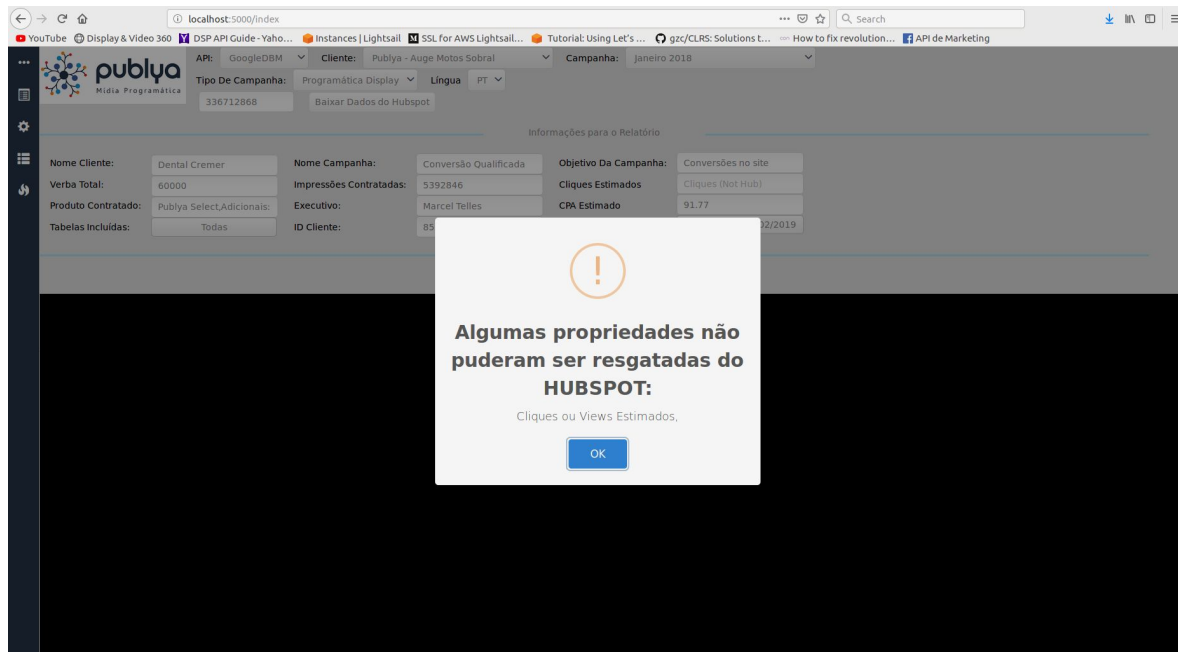 localhost:5000/index
Search
YouTube Display & Video 360 DSP API Guide - Yaho... Instances | Lightsail SSL for AWS Lightsail... Tutorial: Using Let's ... gzc/CLRS: Solutions t... How to fix revolution... API de Marketing
publya
Mídia Programática
API: GoogleDBM Cliente: Publya - Auge Motos Sobral Campanha: Janeiro 2018
Tipo De Campanha: Programática Display Língua PT
336712868 Baixar Dados do Hubspot
Informações para o Relatório
Nome Cliente: Dental Cremer Nome Campanha: Conversão Qualificada Objetivo Da Campanha: Conversões no site
Verba Total: 60000 Impressões Contratadas: 5392846 Cliques Estimados Cliques (Not Hub)
Produto Contratado: Publya Select,Adicionais: Executivo: Marcel Telles CPA Estimado 91.77
Tabelas Incluídas: Todas ID Cliente: 85 02/2019
Algumas propriedades não
puderam ser resgatadas do
HUBSPOT:
Cliques ou Views Estimados,
OK